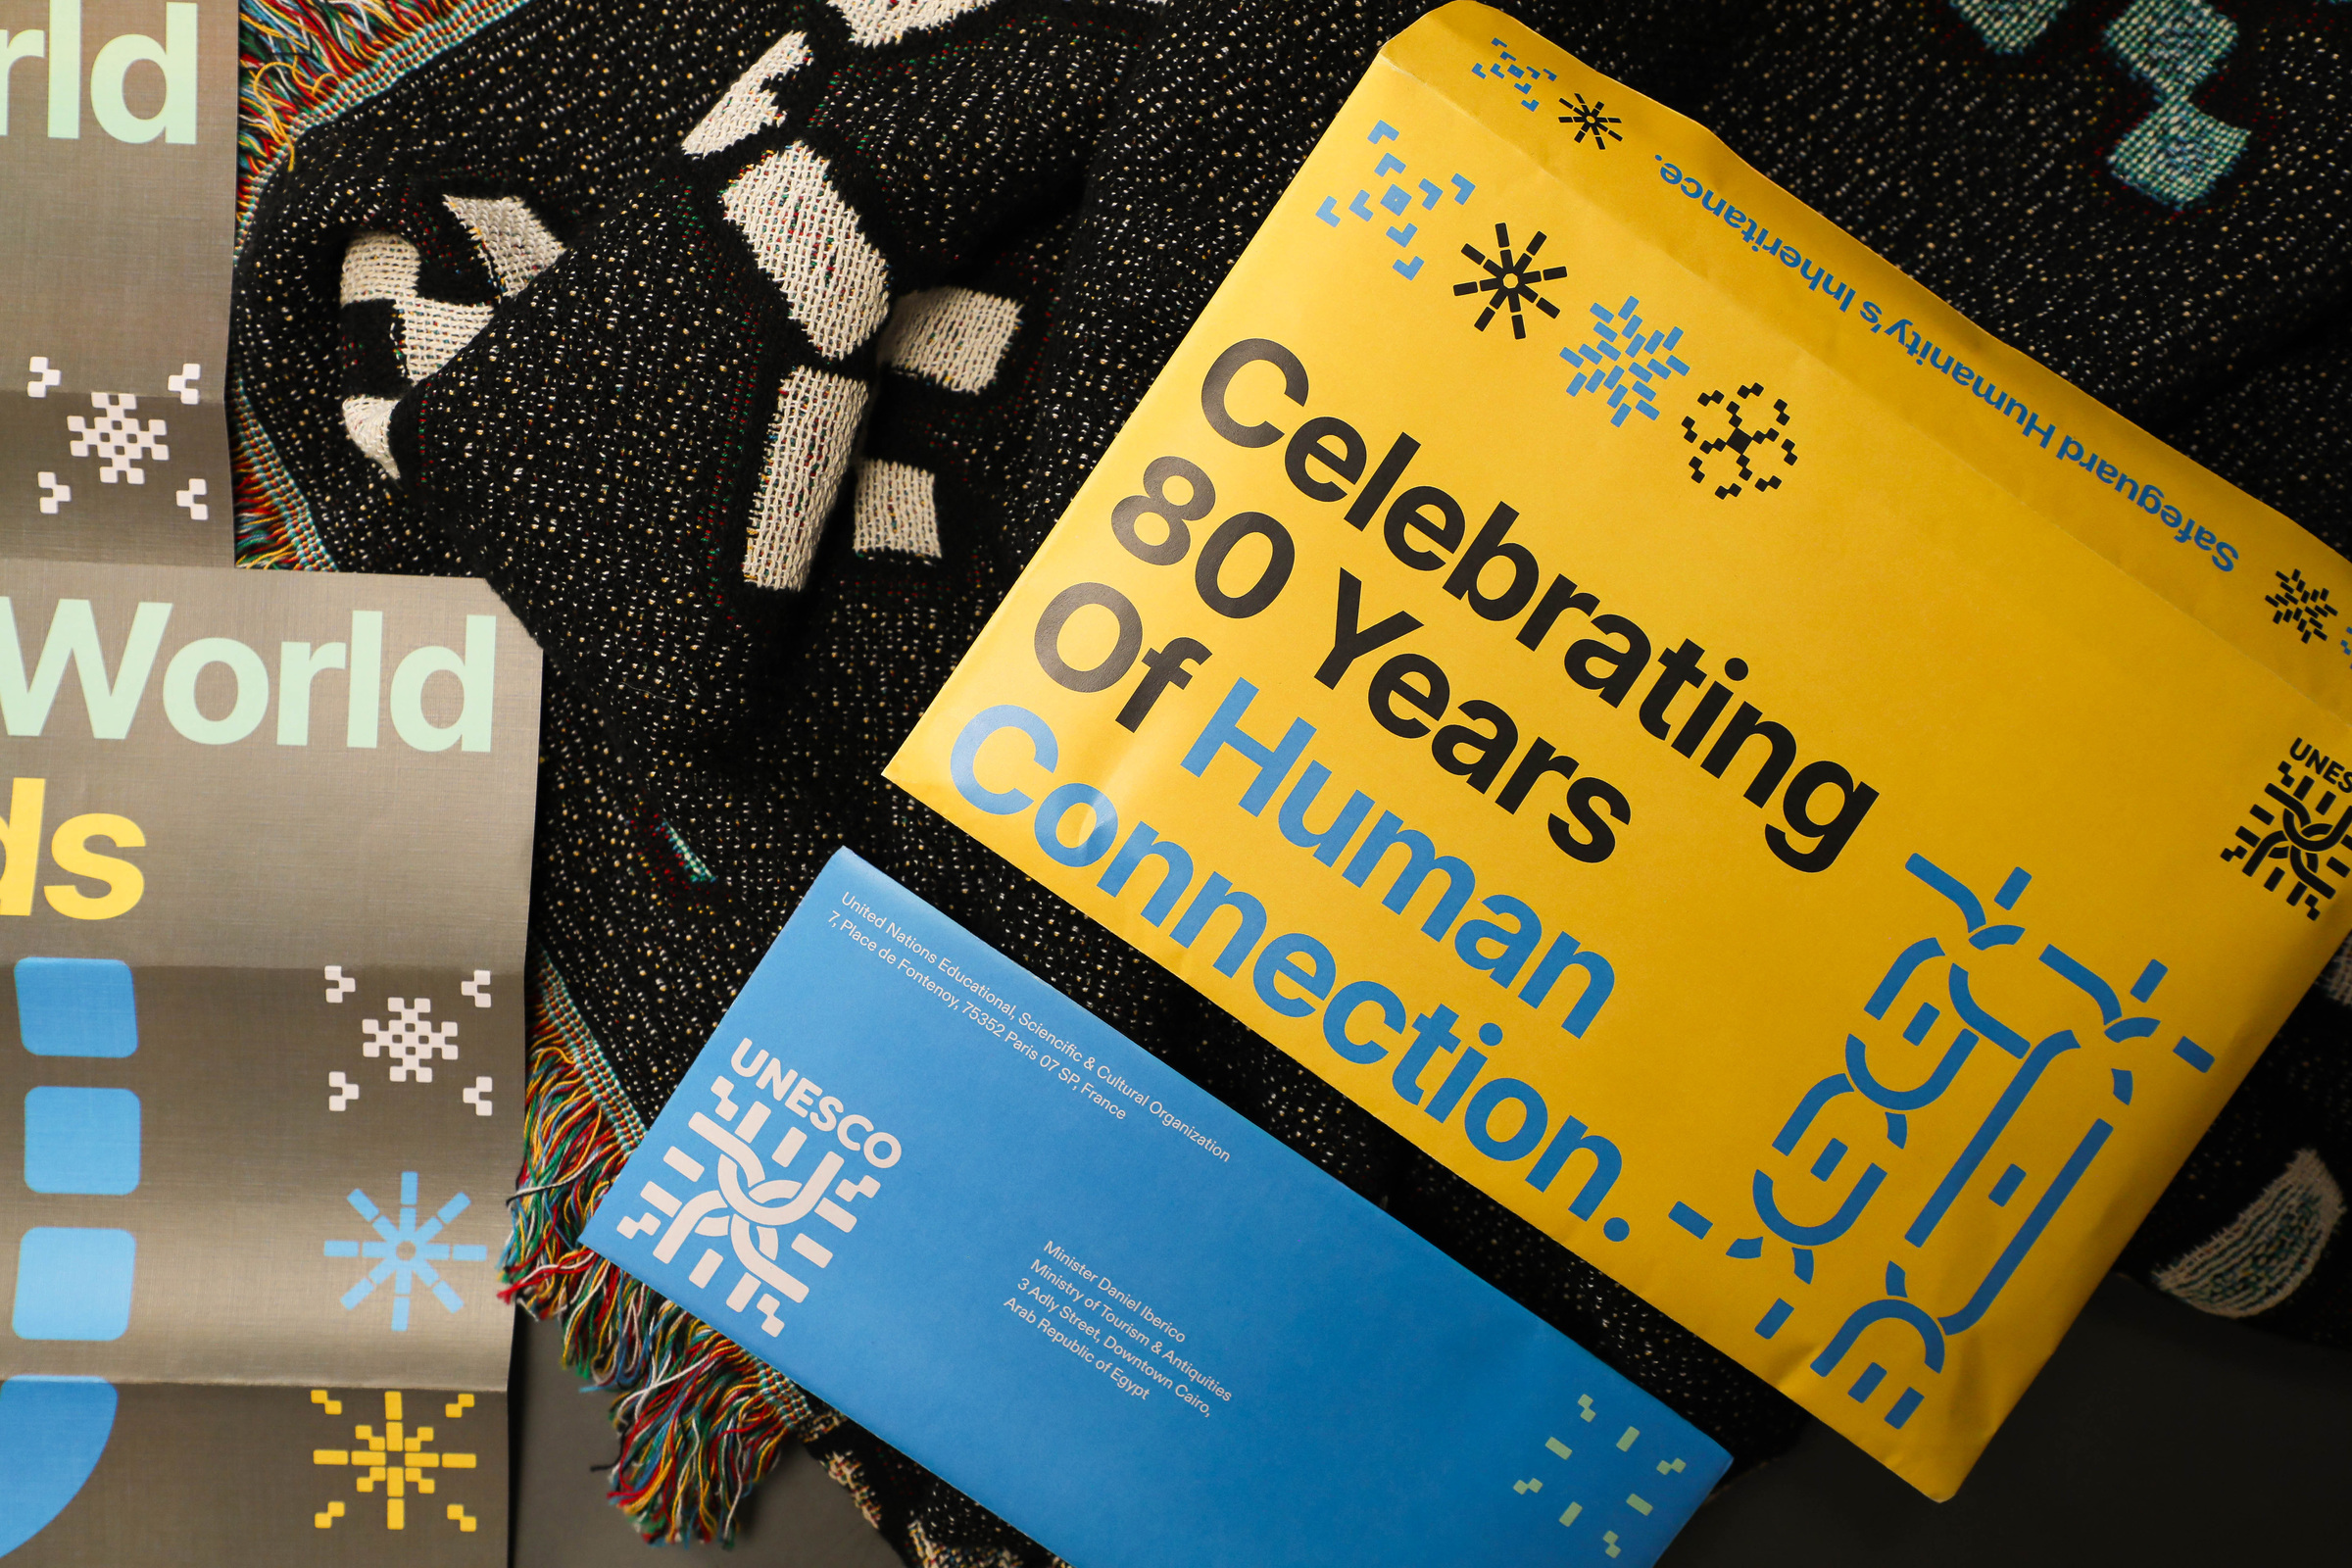 rld
World
ds
Safeguard Humanity's Inheritance.
Celebrating
80 Years
Of Human
Connection.
UNES
United Nations Educational, Scientific & Cultural Organization
7, Place de Fontenoy, 75352 Paris 07 SP, France
UNESCO
Minister Daniel Iberico
Ministry of Tourism & Antiquities
3 Adly Street, Downtown Cairo,
Arab Republic of Egypt